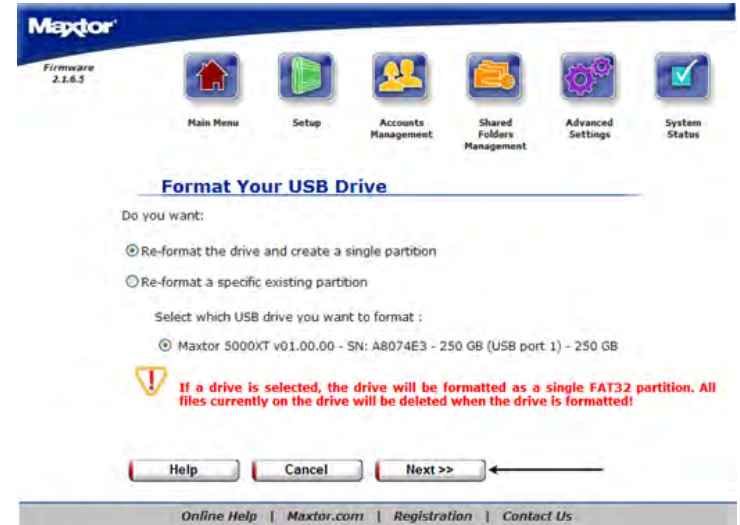 Maxtor
Firmware
2.1.6.5
Main Menu
Setup
Accounts
Management
Shared
Folders
Management
Advanced
Settings
System
Status
Format Your USB Drive
Do you want:
Re-format the drive and create a single partition
Re-format a specific existing partition
Select which USB drive you want to format :
Maxtor 5000XT v01.00.00 - SN: A8074E3 - 250 GB (USB port 1) - 250 GB
If a drive is selected, the drive will be formatted as a single FAT32 partition. All
files currently on the drive will be deleted when the drive is formatted!
Help Cancel Next >>
Online Help | Maxtor.com | Registration | Contact Us